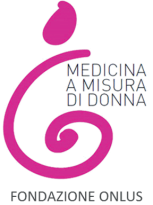 MEDICINA
A MISURA
DI DONNA
FONDAZIONE ONLUS